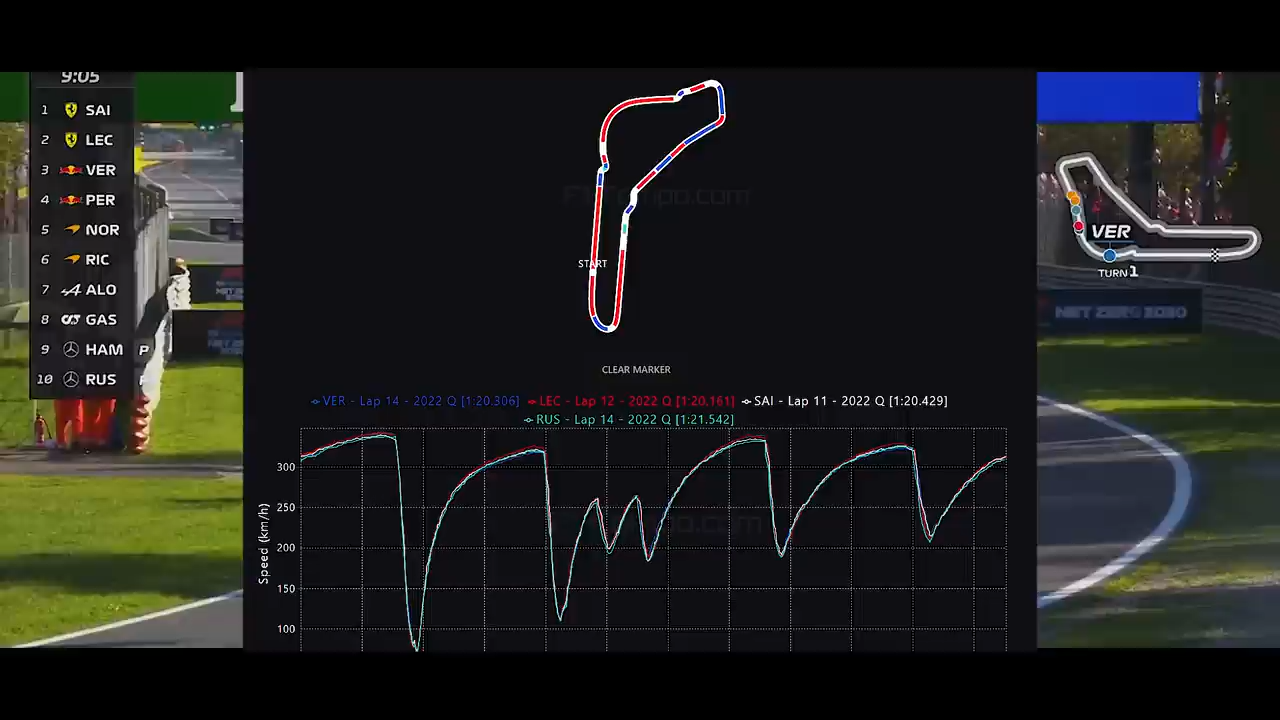 9:05
1 SAI
2 LEC
3 VER
4 PER
5 NOR
6 RIC
7 ALO
8 GAS
9 HAM P
10 RUS
START
CLEAR MARKER
VER - Lap 14 - 2022 Q [1:20.306] LEC - Lap 12 - 2022 Q [1:20.161] SAI - Lap 11 - 2022 Q [1:20.429]
RUS - Lap 14 - 2022 Q [1:21.542]
Speed (km/h)
300
250
200
150
100
VER
TURN 1
NET ZERO 2030